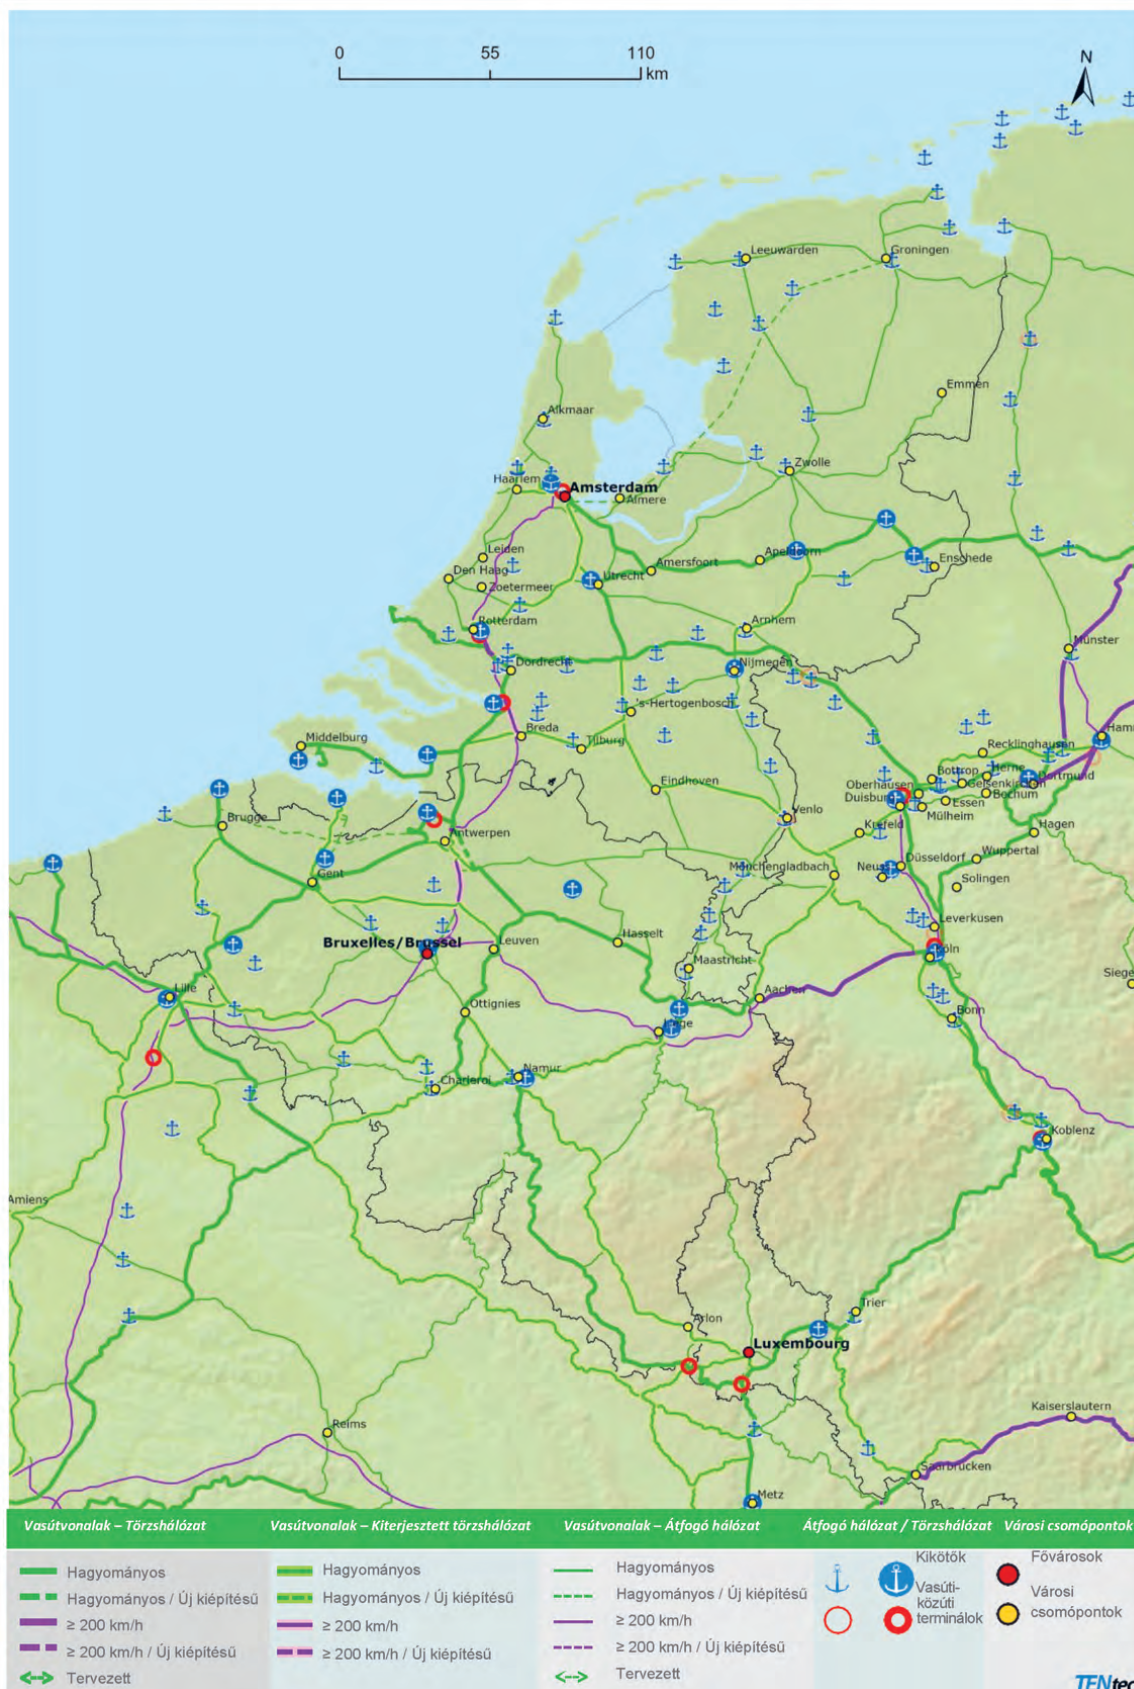 0 55 110
km
N
Leeuwarden
Groningen
Emmen
Alkmaar
Zwolle
Haarlem
Amsterdam
Almere
Leiden
Apeldoorn
Enschede
Den Haag
Amersfoort
Utrecht
Zoetermeer
Rotterdam
Arnhem
Münster
Dordrecht
Nijmegen
's-Hertogenbosch
Breda
Hamm
Middelburg
Tilburg
Recklinghausen
Herne
Bottrop
Dortmund
Eindhoven
Oberhausen
Gelsenkirchen
Bochum
Duisburg
Essen
Venlo
Mülheim
Brugge
Krefeld
Hagen
Antwerpen
Wuppertal
Düsseldorf
Mönchengladbach
Neuss
Gent
Solingen
Leverkusen
Hasselt
Bruxelles/Brussel
Leuven
Köln
Maastricht
Siege
Lille
Aachen
Ottignies
Bonn
Liège
Namur
Charleroi
Koblenz
Amiens
Trier
Arlon
Luxembourg
Kaiserslautern
Reims
Saarbrücken
Metz
Vasútvonalak – Törzshálózat Vasútvonalak – Kiterjesztett törzshálózat Vasútvonalak – Átfogó hálózat Átfogó hálózat / Törzshálózat Városi csomópontok
Hagyományos
Hagyományos / Új kiépítésű
≥ 200 km/h
≥ 200 km/h / Új kiépítésű
Tervezett
Hagyományos
Hagyományos / Új kiépítésű
≥ 200 km/h
≥ 200 km/h / Új kiépítésű
Hagyományos
Hagyományos / Új kiépítésű
≥ 200 km/h
≥ 200 km/h / Új kiépítésű
Tervezett
Kikötők
Vasúti-
közúti
terminálok
Fővárosok
Városi
csomópontok
TENtec